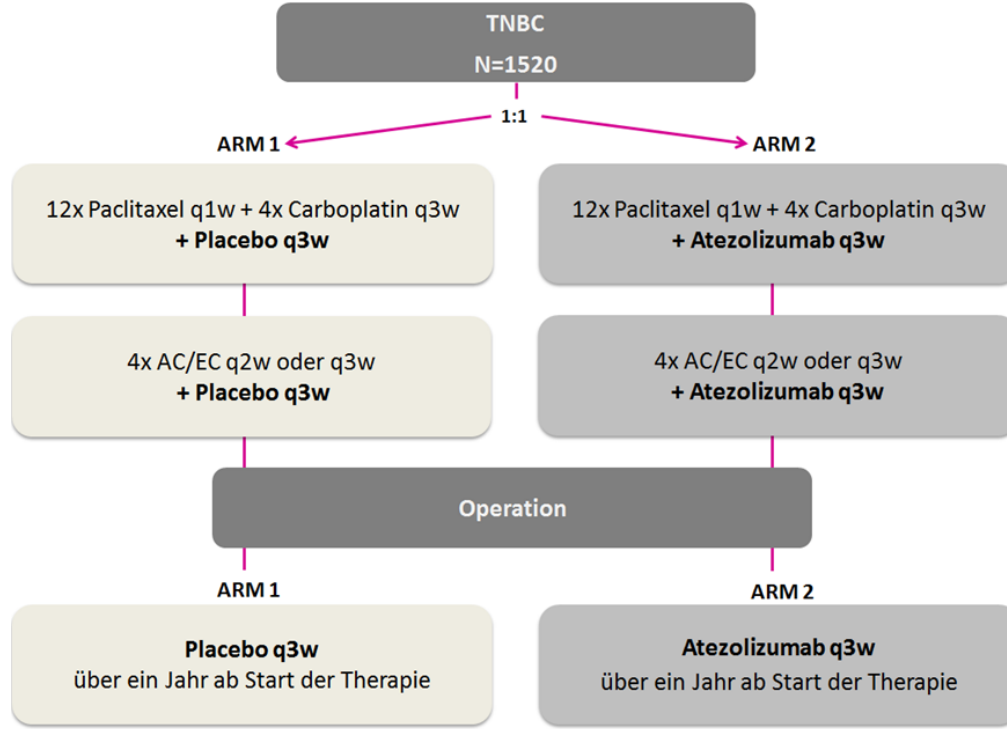 TNBC
N=1520
1:1
ARM 1
ARM 2
12x Paclitaxel q1w + 4x Carboplatin q3w
+ Placebo q3w
12x Paclitaxel q1w + 4x Carboplatin q3w
+ Atezolizumab q3w
4x AC/EC q2w oder q3w
+ Placebo q3w
4x AC/EC q2w oder q3w
+ Atezolizumab q3w
Operation
ARM 1
ARM 2
Placebo q3w
über ein Jahr ab Start der Therapie
Atezolizumab q3w
über ein Jahr ab Start der Therapie